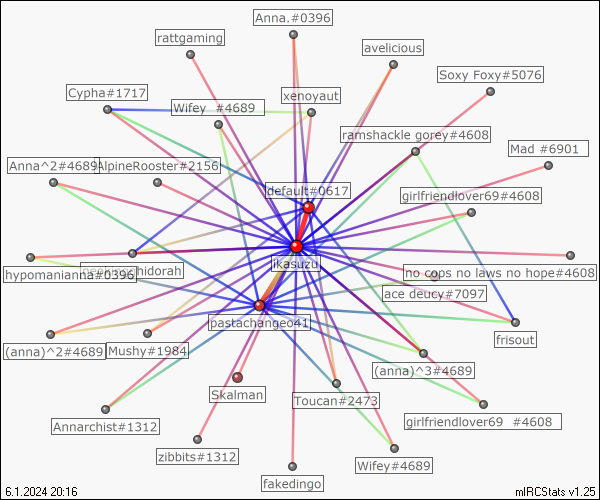 Anna.#0396
rattgaming
avelicious
Soxy Foxy#5076
Cypha#1717
xenoyaut
Wifey #4689
ramshackle gorey#4608
Mad #6901
Anna^2#4689
AlpineRooster#2156
default#0617
girlfriendlover69#4608
ikasuzu
hypomanianha#0396
no cops no laws no hope#4608
ace deucy#7097
pastachangeo41
frisout
(anna)^2#4689
Mushy#1984
(anna)^3#4689
Skalman
Toucan#2473
Annarchist#1312
girlfriendlover69 #4608
zibbits#1312
Wifey#4689
fakedingo
6.1.2024 20:16
mIRCStats v1.25